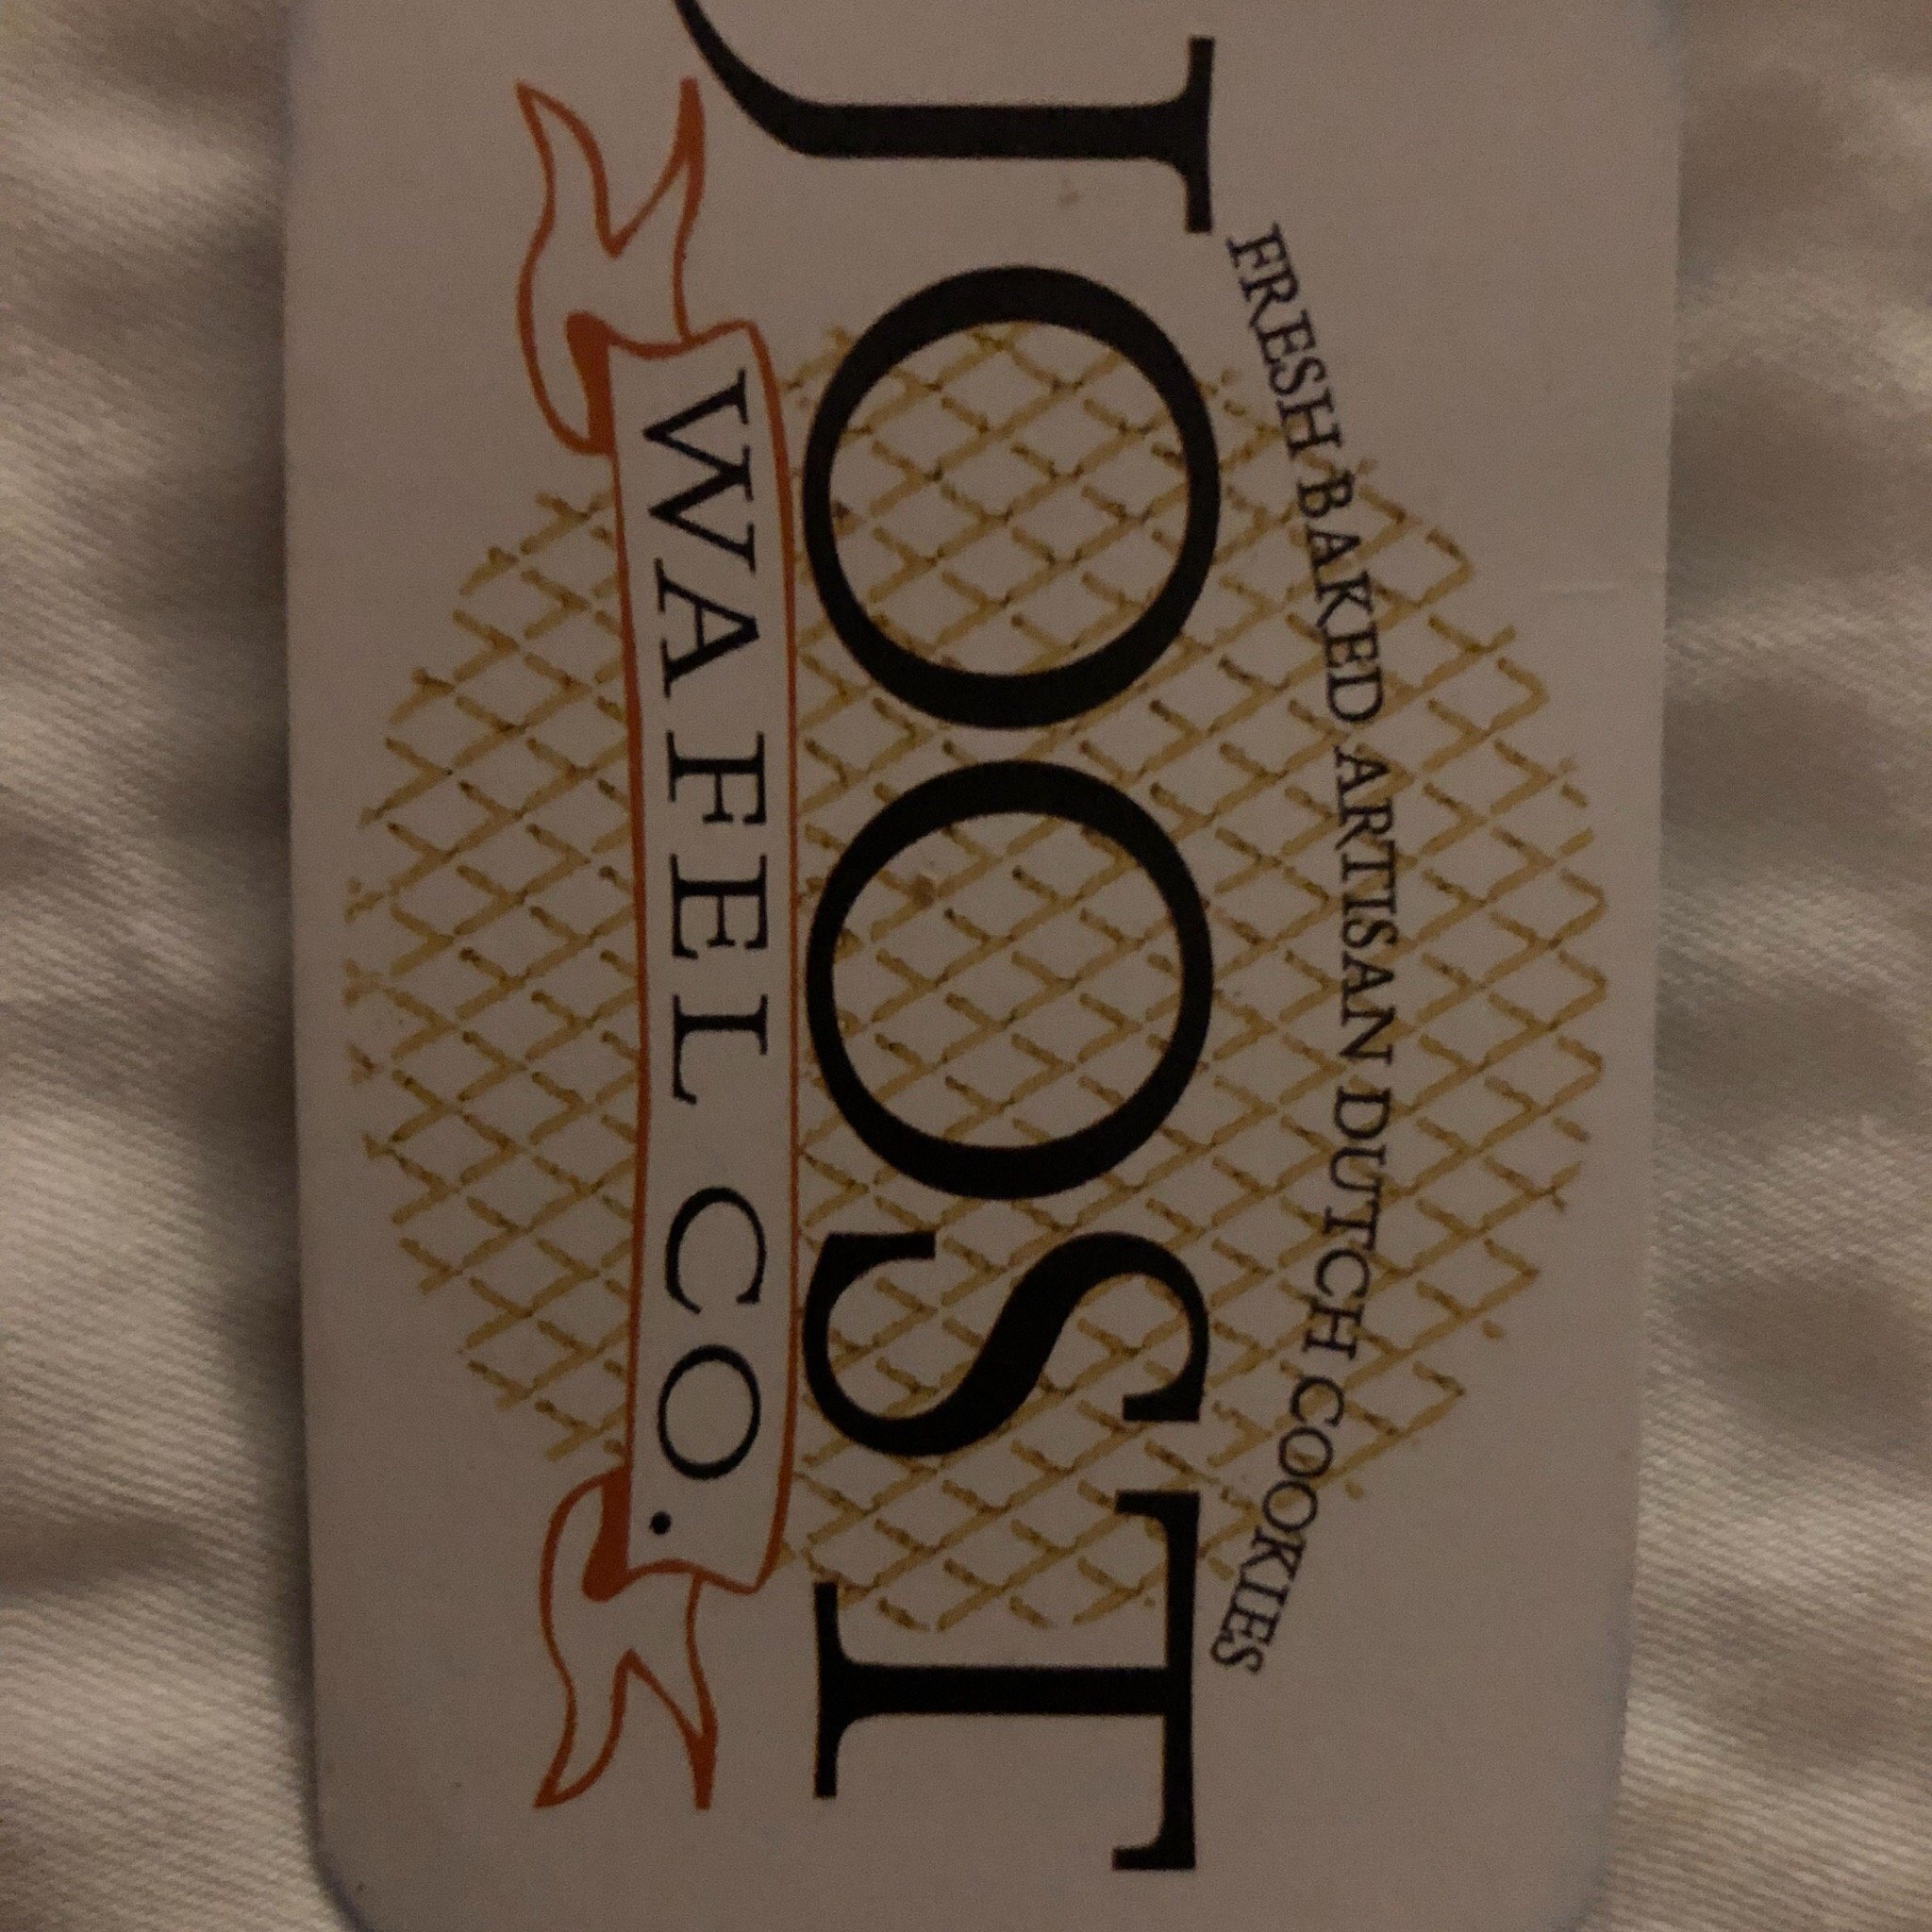 FRESH BAKED ARTISAN DUTCH COOKIES
JOOST
WAFEL CO.